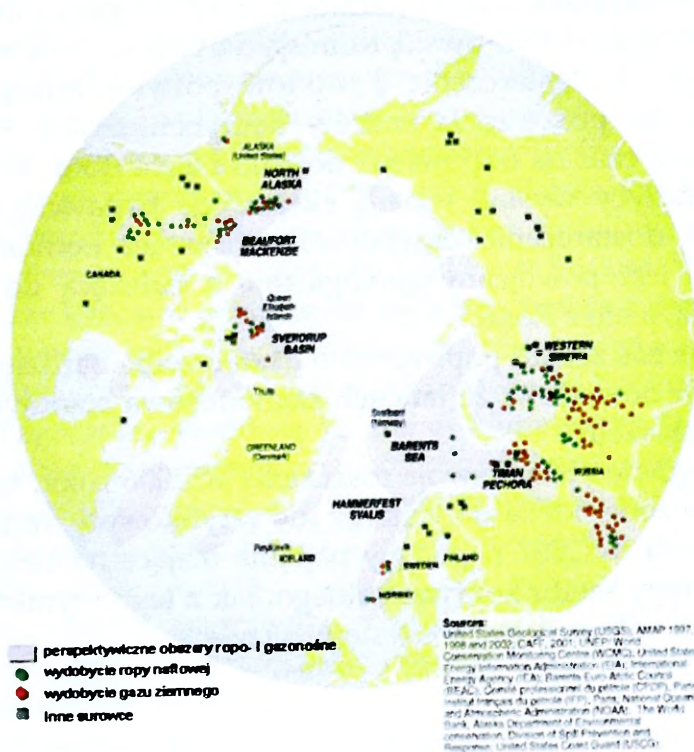 ALASKA
(United States)
NORTH
ALASKA
BEAUFORT
MACKENZIE
CANADA
Queen
Elizabeth
Islands
SVERDRUP
BASIN
Thule
GREENLAND
(Denmark)
WESTERN
SIBERIA
(Norway)
BARENTS
SEA
TIMAN
PECHORA
RUSSIA
HAMMERFEST
Reykjavik
ICELAND
SWEDEN
FINLAND
NORWAY
perspektywiczne obszary ropo- i gazonośne
wydobycie ropy naftowej
wydobycie gazu ziemnego
inne surowce
Sources:
United States Geological Survey (USGS), AMAP 1997,
1998 and 2002; CAFF, 2001; UNEP/World
Conservation Monitoring Centre (WCMC); United States
Energy Information Administration (EIA); International
Energy Agency (IEA); Barents Euro-Arctic Council
(BEAC); Comité professionnel du pétrole (CPDP), Paris;
Institut français du pétrole (IFP), Paris; National Oceanic
and Atmospheric Administration (NOAA); The World
Bank; Alaska Department of Environmental
conservation, Division of Spill Prevention and
Response; United States Coast Guard (USCG).